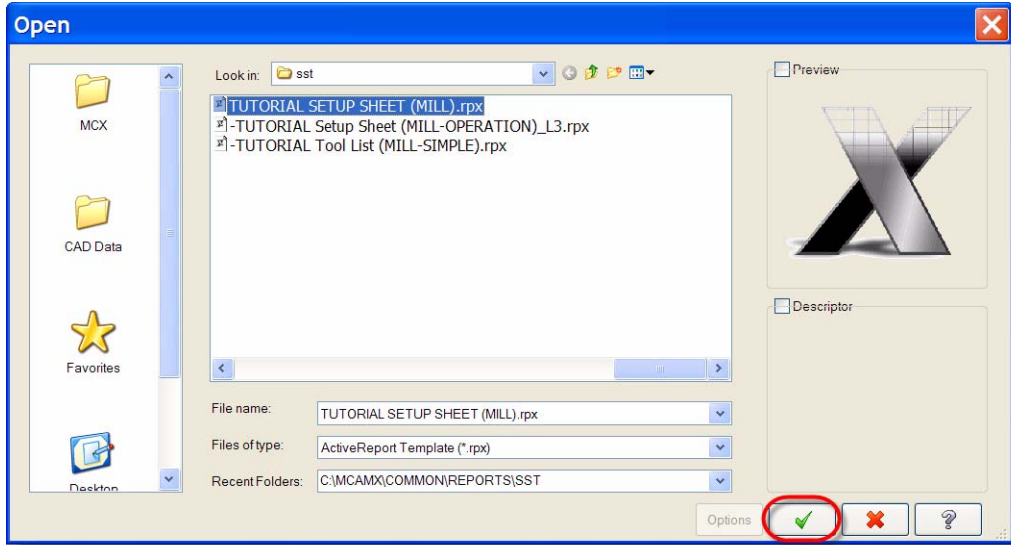 Open
Look in: sst
Preview
TUTORIAL SETUP SHEET (MILL).rpx
-TUTORIAL Setup Sheet (MILL-OPERATION)_L3.rpx
-TUTORIAL Tool List (MILL-SIMPLE).rpx
MCX
CAD Data
Favorites
Desktop
Descriptor
File name: TUTORIAL SETUP SHEET (MILL).rpx
Files of type: ActiveReport Template (*.rpx)
Recent Folders: C:\MCAMX\COMMON\REPORTS\SST
Options